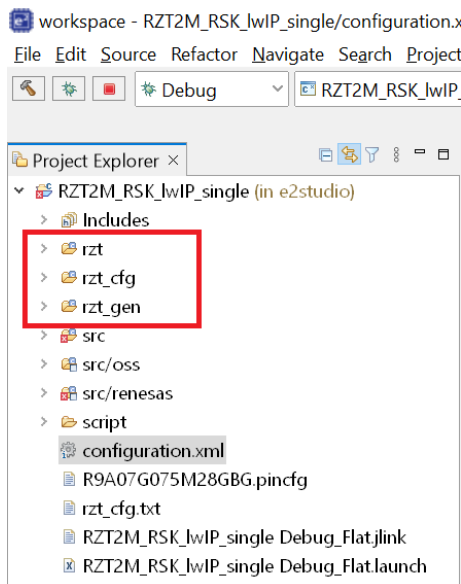 workspace - RZT2M_RSK_lwIP_single/configuration.x
File Edit Source Refactor Navigate Search Project
Debug RZT2M_RSK_lwIP_
Project Explorer
RZT2M_RSK_lwIP_single (in e2studio)
Includes
rzt
rzt_cfg
rzt_gen
src
src/oss
src/renesas
script
configuration.xml
R9A07G075M28GBG.pincfg
rzt_cfg.txt
RZT2M_RSK_lwIP_single Debug_Flat.jlink
RZT2M_RSK_lwIP_single Debug_Flat.launch